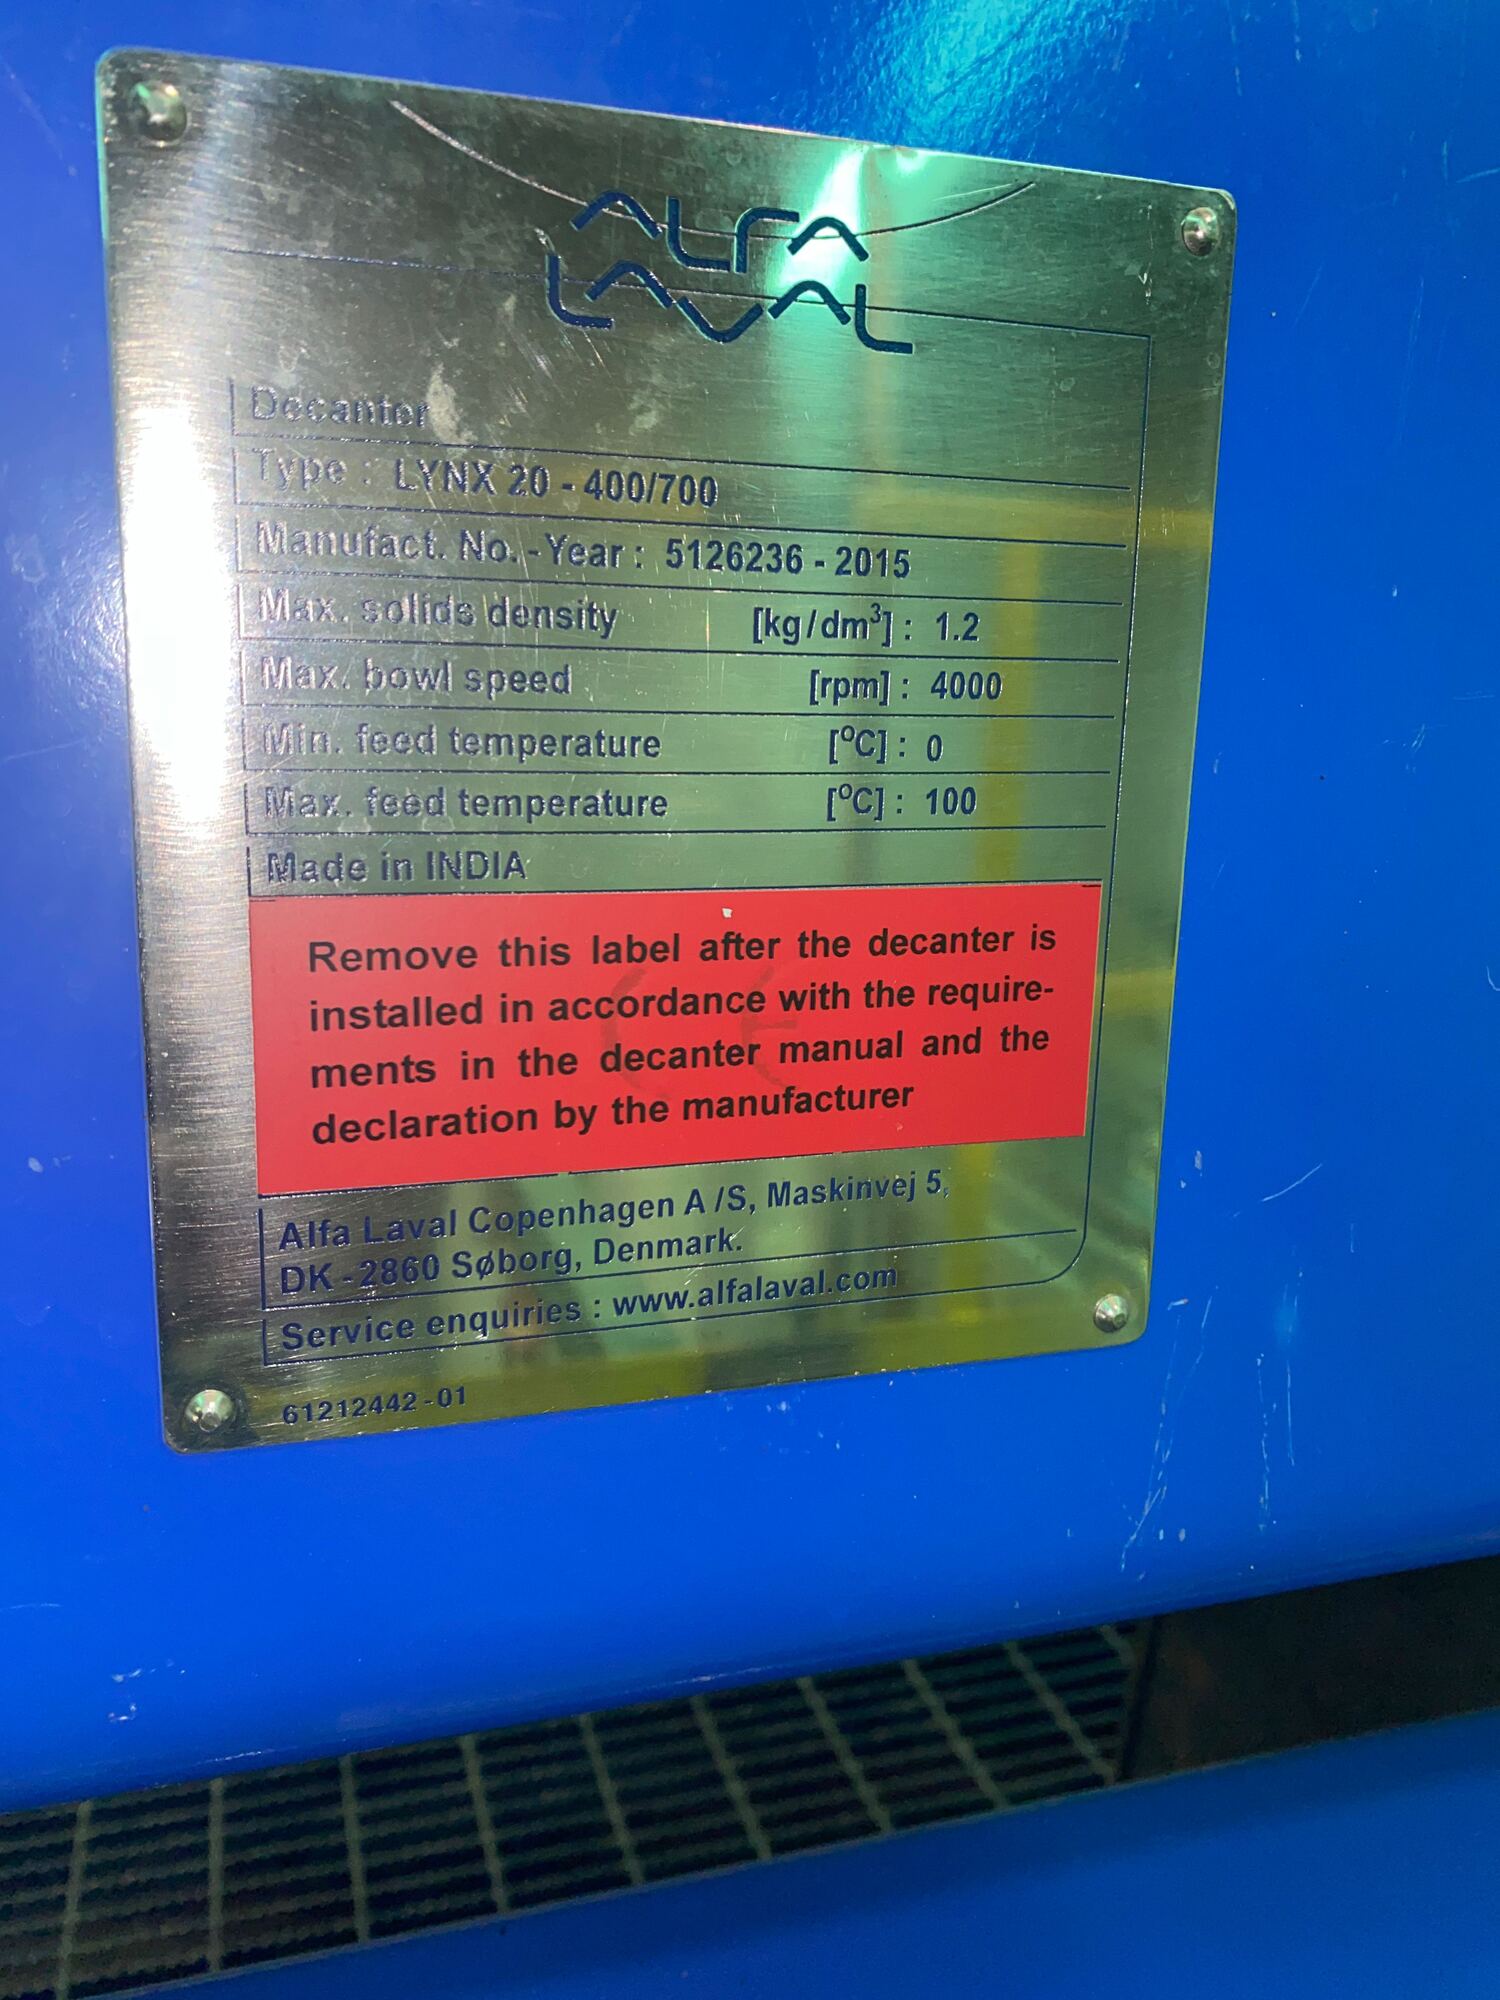 ALFA
LAVAL
Decanter
Type : LYNX 20 - 400/700
Manufact. No. - Year : 5126236 - 2015
Max. solids density [kg/dm³] : 1.2
Max. bowl speed [rpm] : 4000
Min. feed temperature [°C] : 0
Max. feed temperature [°C] : 100
Made in INDIA
Remove this label after the decanter is
installed in accordance with the require-
ments in the decanter manual and the
declaration by the manufacturer
CE
Alfa Laval Copenhagen A/S, Maskinvej 5,
DK - 2860 Søborg, Denmark.
Service enquiries : www.alfalaval.com
61212442-01